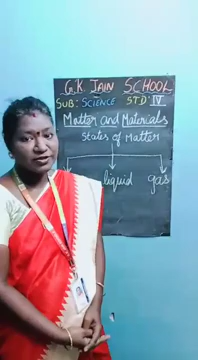 G.K. JAIN SCHOOL
SUB: SCIENCE STD: IV
Matter and Materials
States of Matter
liquid gas